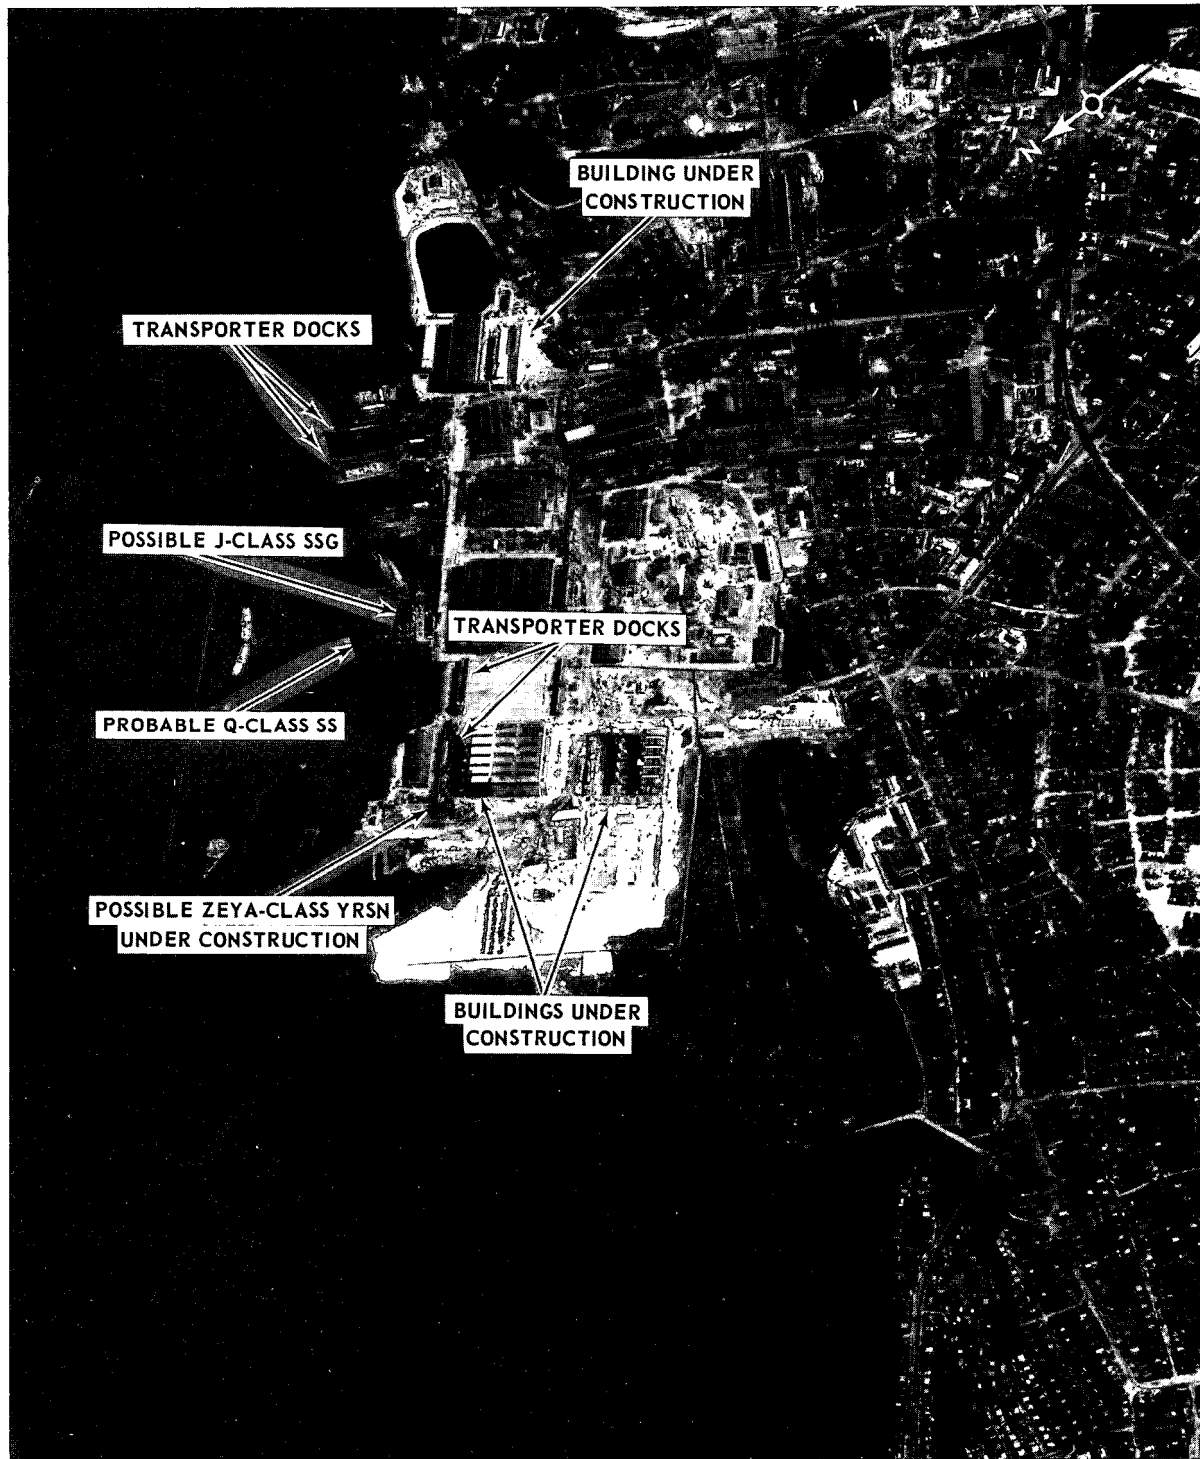 N
BUILDING UNDER
CONSTRUCTION
TRANSPORTER DOCKS
POSSIBLE J-CLASS SSG
TRANSPORTER DOCKS
PROBABLE Q-CLASS SS
POSSIBLE ZEYA-CLASS YRSN
UNDER CONSTRUCTION
BUILDINGS UNDER
CONSTRUCTION